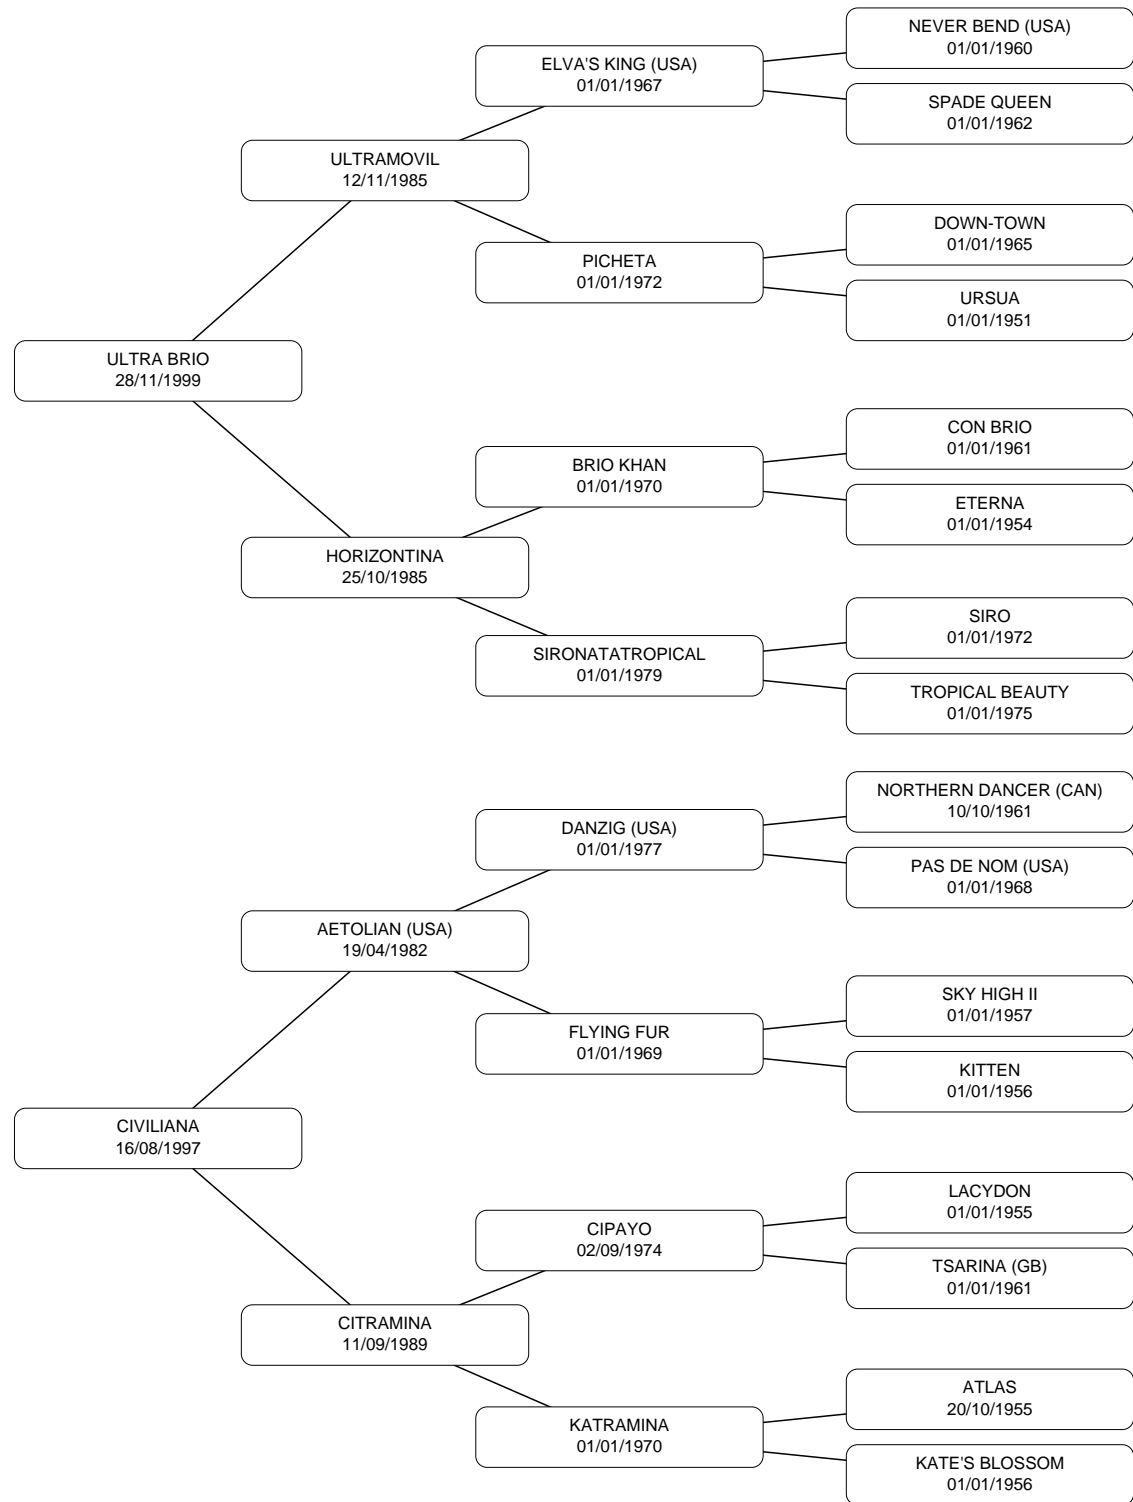 NEVER BEND (USA)
01/01/1960
ELVA'S KING (USA)
01/01/1967
SPADE QUEEN
01/01/1962
ULTRAMOVIL
12/11/1985
DOWN-TOWN
01/01/1965
PICHETA
01/01/1972
URSUA
01/01/1951
ULTRA BRIO
28/11/1999
CON BRIO
01/01/1961
BRIO KHAN
01/01/1970
ETERNA
01/01/1954
HORIZONTINA
25/10/1985
SIRO
01/01/1972
SIRONATATROPICAL
01/01/1979
TROPICAL BEAUTY
01/01/1975
NORTHERN DANCER (CAN)
10/10/1961
DANZIG (USA)
01/01/1977
PAS DE NOM (USA)
01/01/1968
AETOLIAN (USA)
19/04/1982
SKY HIGH II
01/01/1957
FLYING FUR
01/01/1969
KITTEN
01/01/1956
CIVILIANA
16/08/1997
LACYDON
01/01/1955
CIPAYO
02/09/1974
TSARINA (GB)
01/01/1961
CITRAMINA
11/09/1989
ATLAS
20/10/1955
KATRAMINA
01/01/1970
KATE'S BLOSSOM
01/01/1956